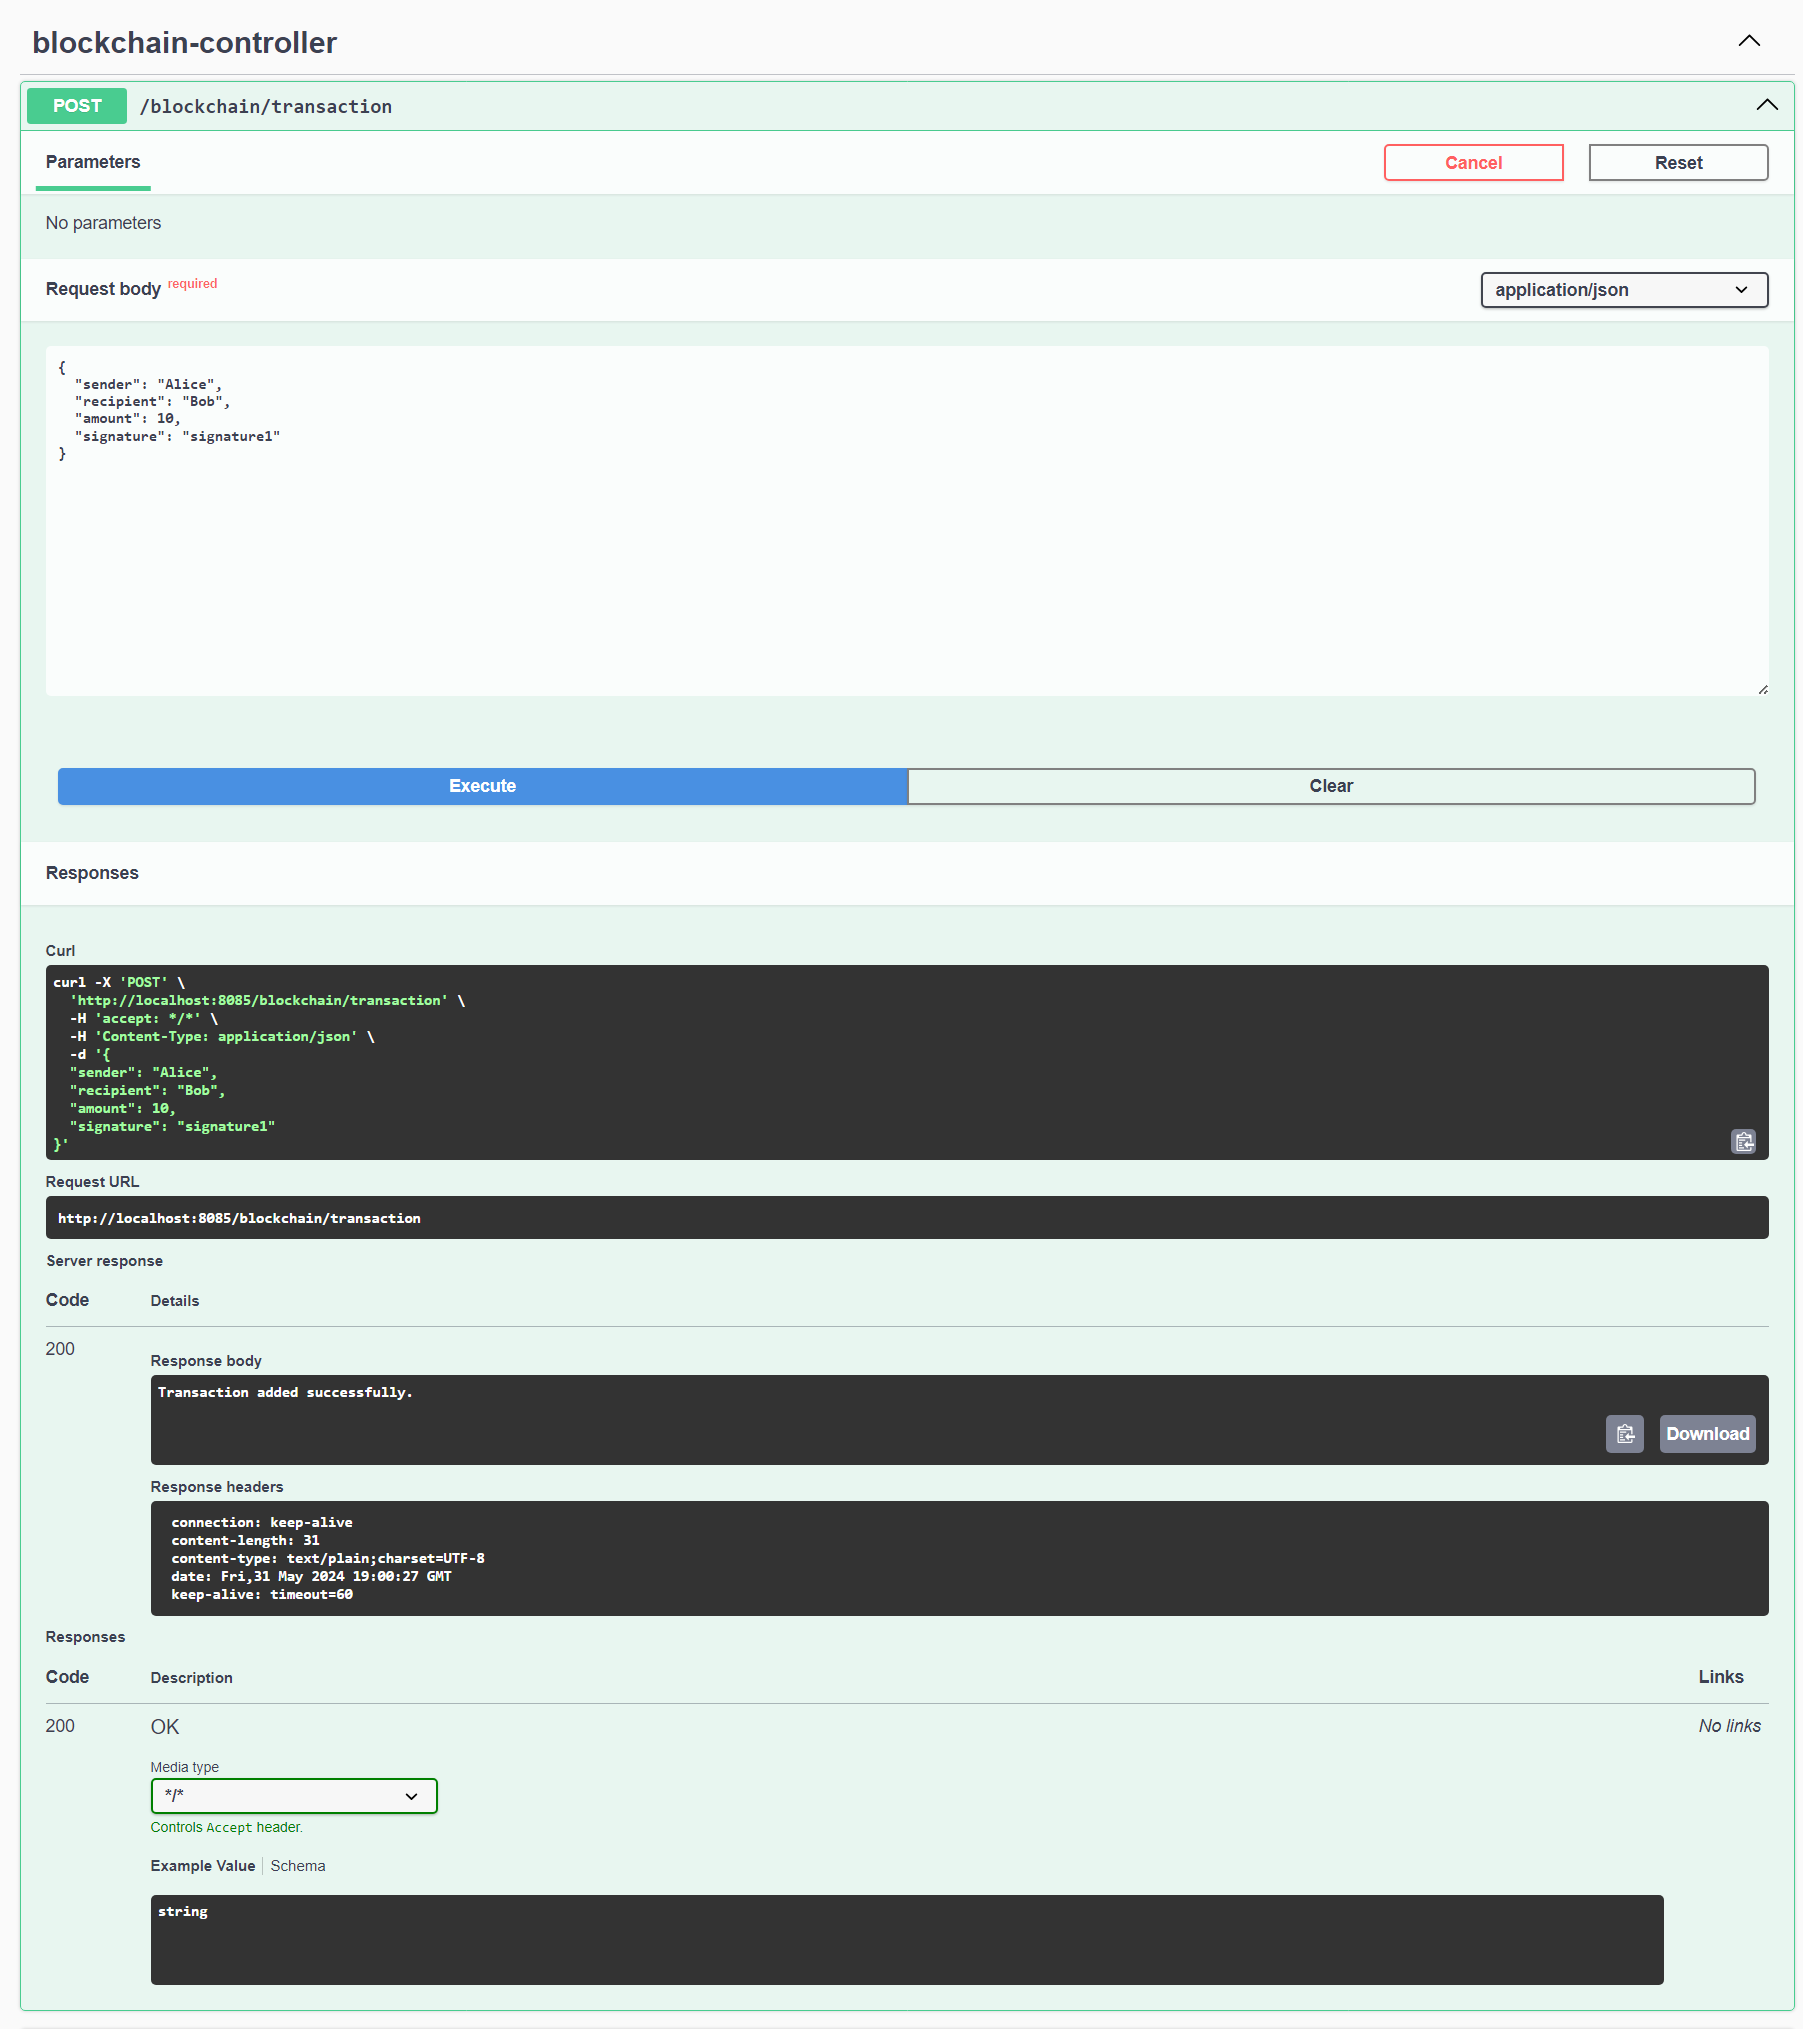 blockchain-controller
POST /blockchain/transaction
Parameters
Cancel
Reset
No parameters
Request body required
application/json
{
  "sender": "Alice",
  "recipient": "Bob",
  "amount": 10,
  "signature": "signature1"
}
Execute
Clear
Responses
Curl
curl -X 'POST' \
  'http://localhost:8085/blockchain/transaction' \
  -H 'accept: */*' \
  -H 'Content-Type: application/json' \
  -d '{
  "sender": "Alice",
  "recipient": "Bob",
  "amount": 10,
  "signature": "signature1"
}'
Request URL
http://localhost:8085/blockchain/transaction
Server response
Code Details
200
Response body
Transaction added successfully.
Download
Response headers
connection: keep-alive
content-length: 31
content-type: text/plain;charset=UTF-8
date: Fri,31 May 2024 19:00:27 GMT
keep-alive: timeout=60
Responses
Code Description Links
200 OK No links
Media type
*/*
Controls Accept header.
Example Value Schema
string